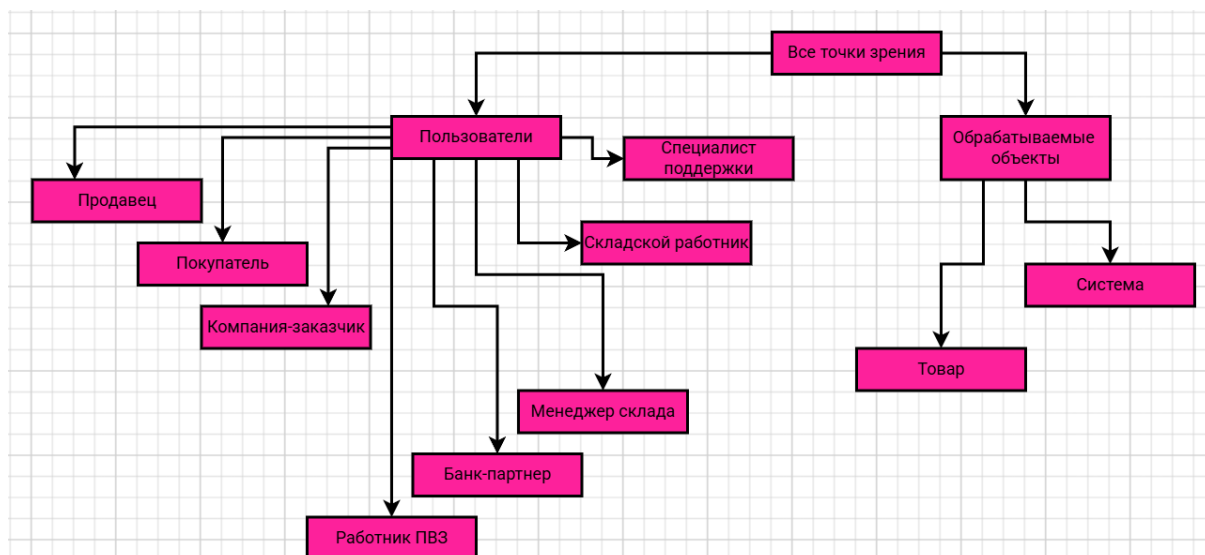 Все точки зрения
Пользователи
Обрабатываемые
объекты
Специалист
поддержки
Продавец
Складской работник
Покупатель
Система
Компания-заказчик
Товар
Менеджер склада
Банк-партнер
Работник ПВЗ